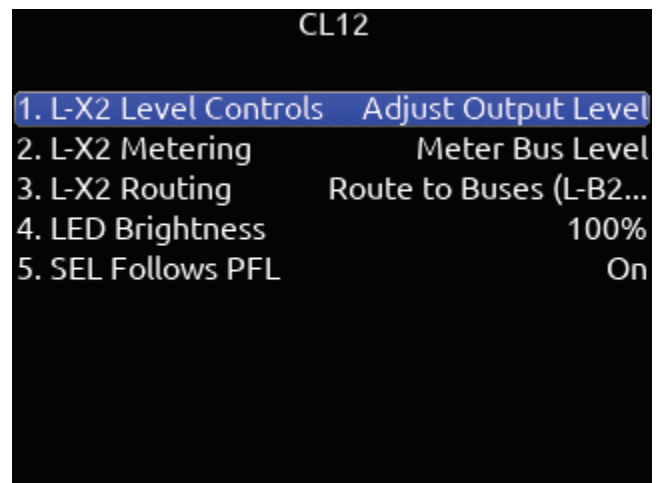 CL12
1. L-X2 Level Controls Adjust Output Level
2. L-X2 Metering Meter Bus Level
3. L-X2 Routing Route to Buses (L-B2...
4. LED Brightness 100%
5. SEL Follows PFL On